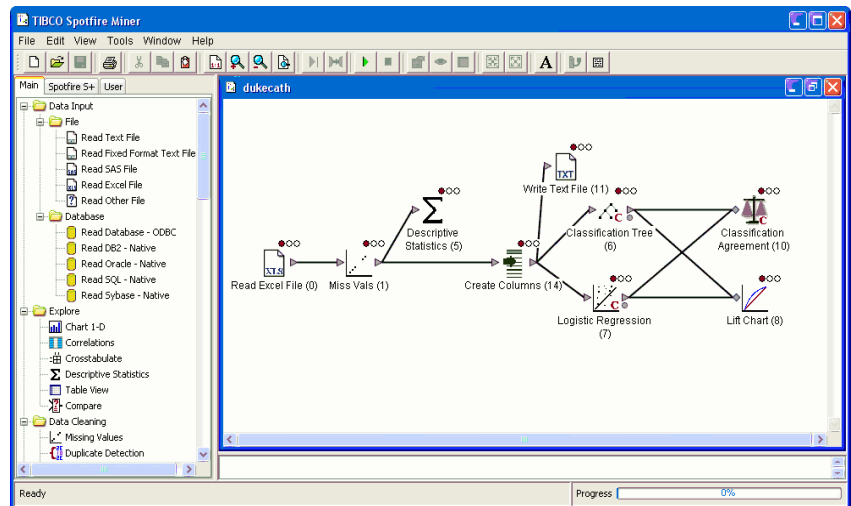 TIBCO Spotfire Miner
File Edit View Tools Window Help
1:1
A
Main Spotfire S+ User
Data Input
File
Read Text File
Read Fixed Format Text File
Read SAS File
Read Excel File
Read Other File
Database
Read Database - ODBC
Read DB2 - Native
Read Oracle - Native
Read SQL - Native
Read Sybase - Native
Explore
Chart 1-D
Correlations
Crosstabulate
Descriptive Statistics
Table View
Compare
Data Cleaning
Missing Values
Duplicate Detection
dukecath
XLS
Read Excel File (0)
Miss Vals (1)
Σ
Descriptive
Statistics (5)
Create Columns (14)
TXT
Write Text File (11)
C
Classification Tree
(6)
C
Logistic Regression
(7)
C
Classification
Agreement (10)
Lift Chart (8)
Ready
Progress
0%